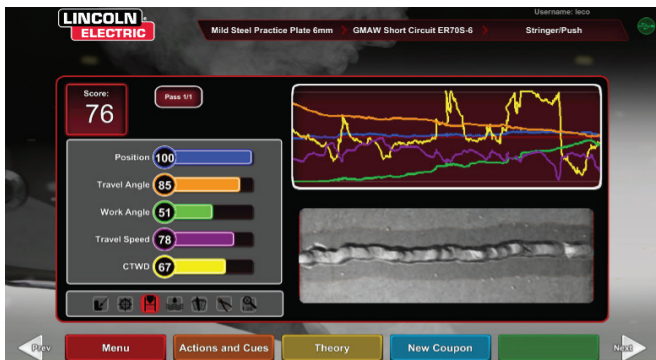 Username: leco
LINCOLN
ELECTRIC
Mild Steel Practice Plate 6mm
GMAW Short Circuit ER70S-6
Stringer/Push
Score:
76
Pass 1/1
Position 100
Travel Angle 85
Work Angle 51
Travel Speed 78
CTWD 67
Prev
Menu
Actions and Cues
Theory
New Coupon
Next